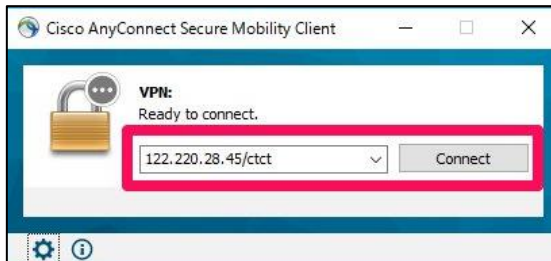 Cisco AnyConnect Secure Mobility Client
VPN:
Ready to connect.
122.220.28.45/ctct
Connect